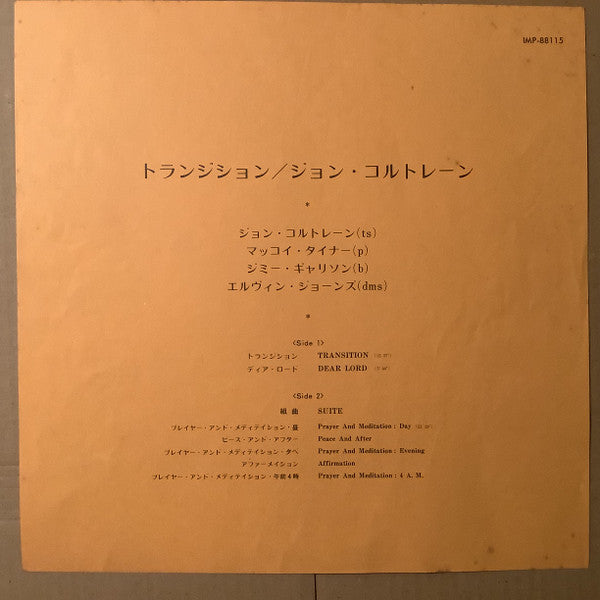 IMP-88115
トランジション／ジョン・コルトレーン
*
ジョン・コルトレーン(ts)
マッコイ・タイナー(p)
ジミー・ギャリソン(b)
エルヴィン・ジョーンズ(dms)
*
〈Side 1〉
トランジション TRANSITION
ディア・ロード DEAR LORD
〈Side 2〉
組曲 SUITE
プレイヤー・アンド・メディテイション・昼 Prayer And Meditation : Day
ピース・アンド・アフター Peace And After
プレイヤー・アンド・メディテイション・夕べ Prayer And Meditation : Evening
アファーメイション Affirmation
プレイヤー・アンド・メディテイション・午前4時 Prayer And Meditation : 4 A. M.